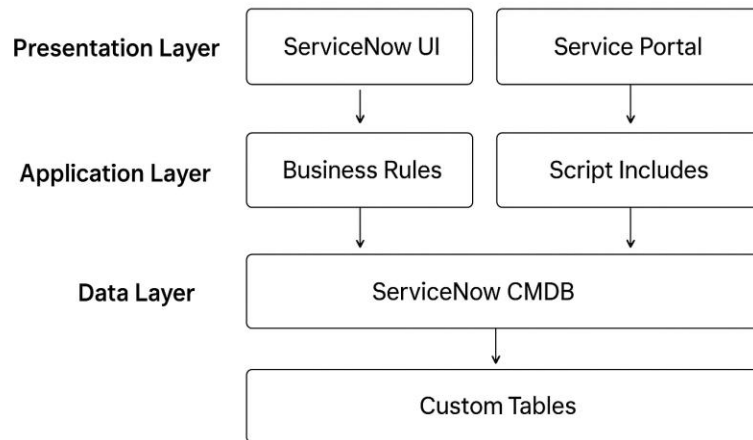 Presentation Layer
ServiceNow UI
Service Portal
Application Layer
Business Rules
Script Includes
Data Layer
ServiceNow CMDB
Custom Tables